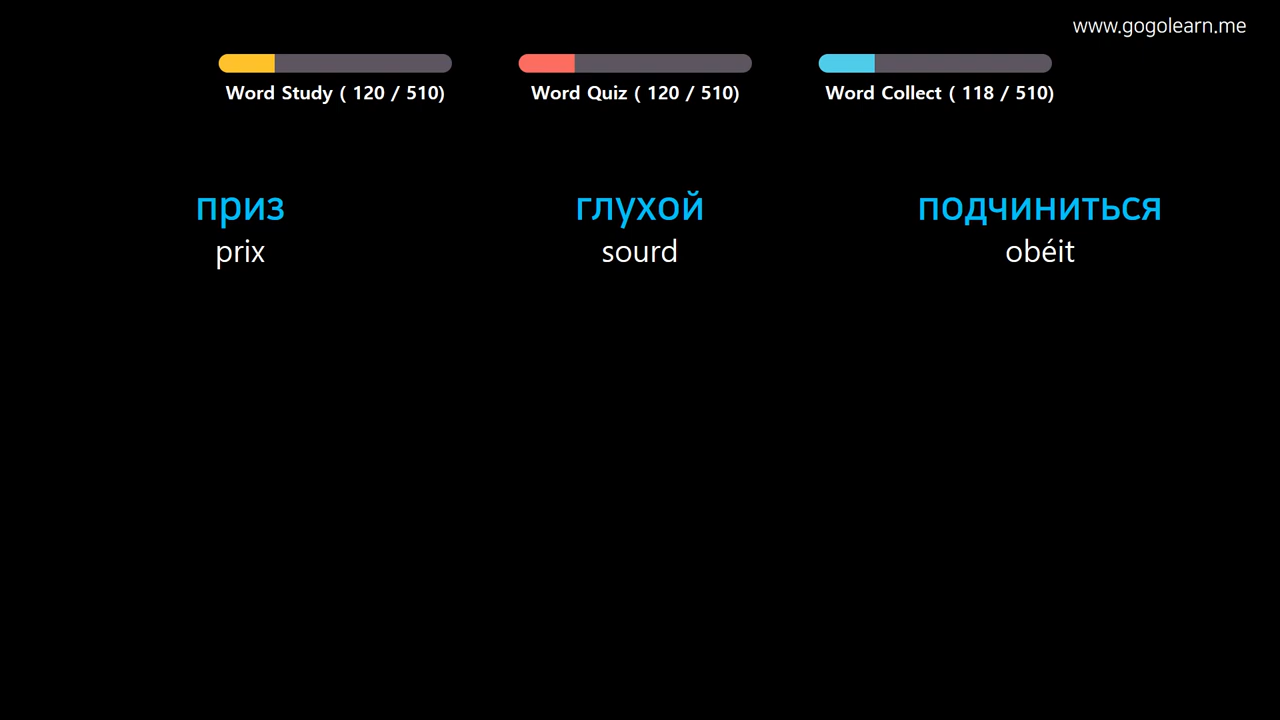 www.gogolearn.me
Word Study ( 120 / 510)
Word Quiz ( 120 / 510)
Word Collect ( 118 / 510)
приз
prix
глухой
sourd
подчиниться
obéit